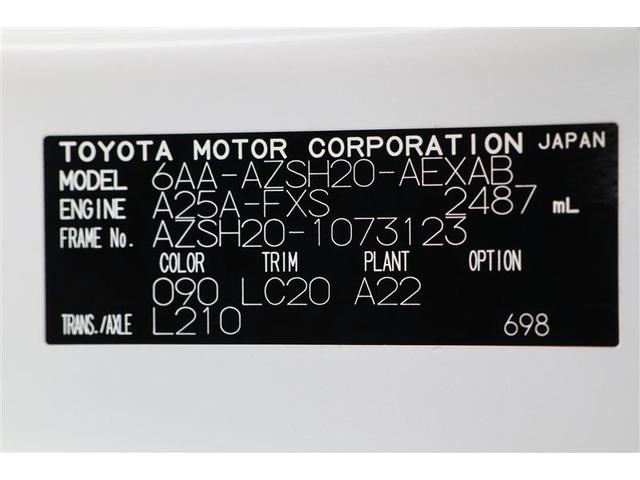 TOYOTA MOTOR CORPORATION JAPAN
MODEL 6AA-AZSH20-AEXAB
ENGINE A25A-FXS 2487 mL
FRAME No. AZSH20-1073123
COLOR TRIM PLANT OPTION
090 LC20 A22
TRANS./AXLE L210 698